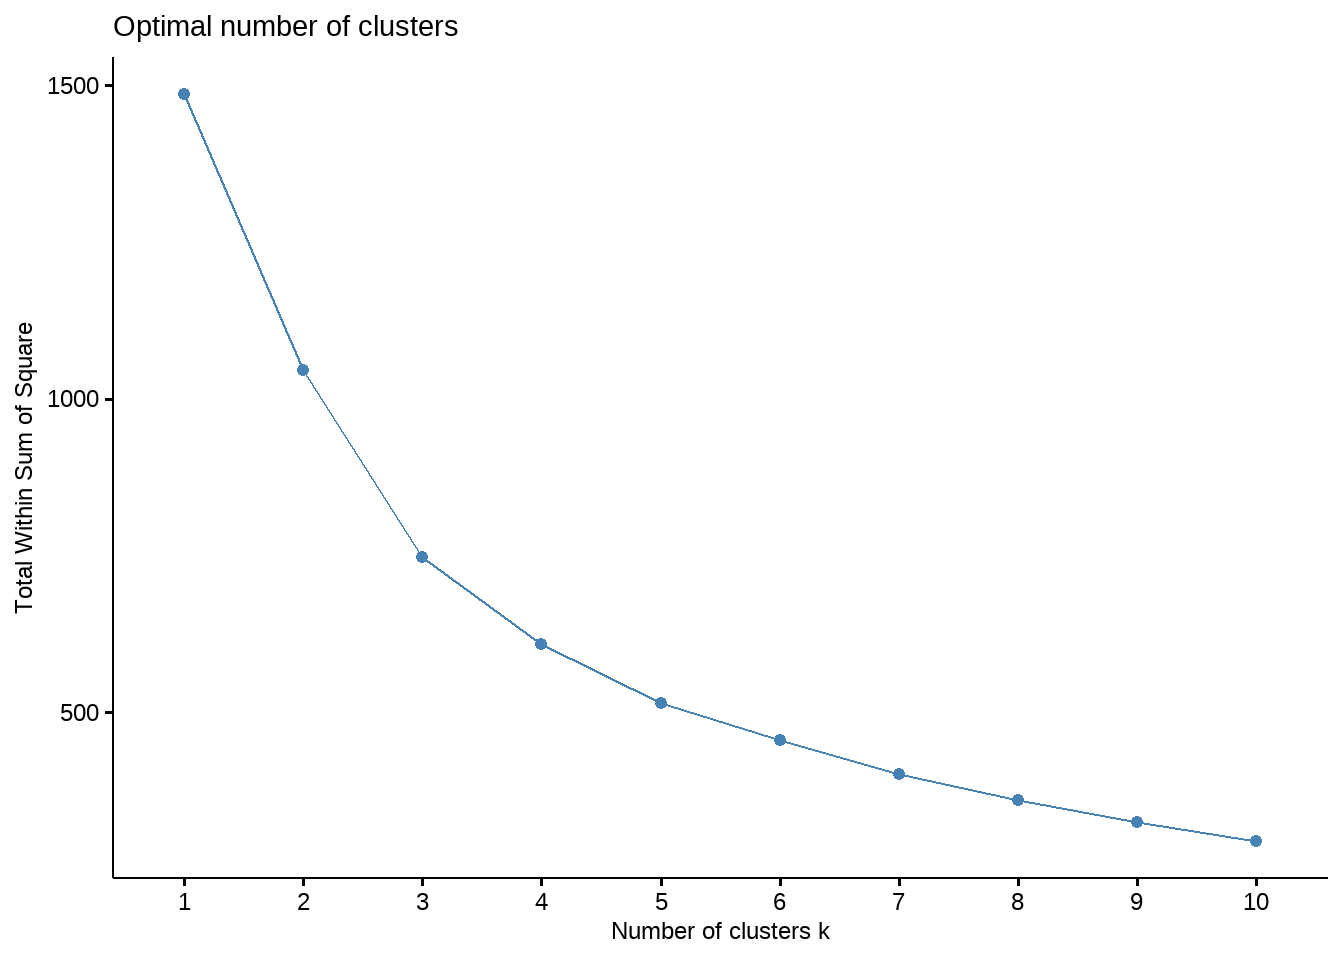 Optimal number of clusters
1500
1000
500
Total Within Sum of Square
1 2 3 4 5 6 7 8 9 10
Number of clusters k